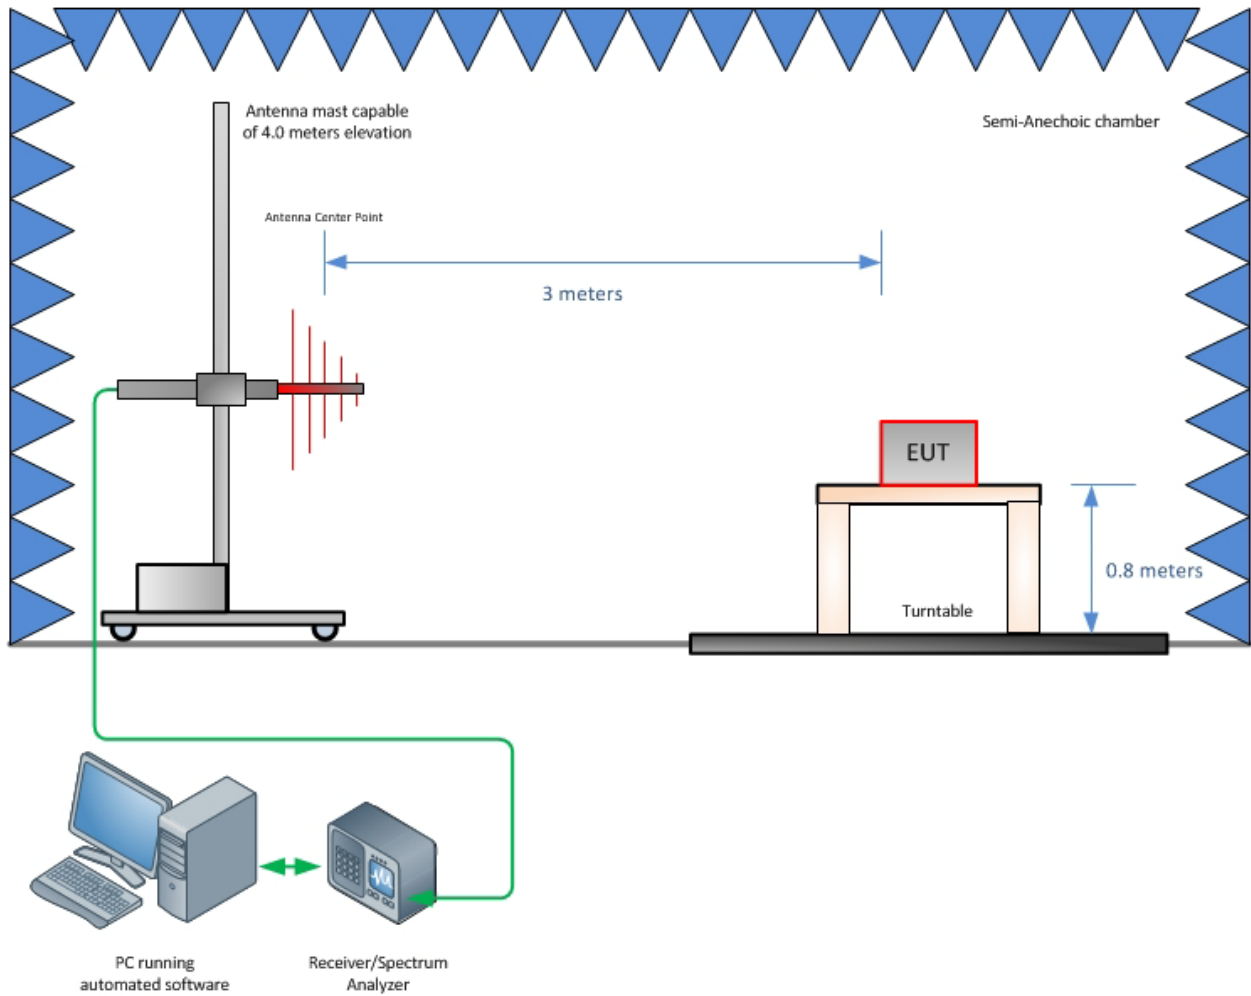 Antenna mast capable
of 4.0 meters elevation
Semi-Anechoic chamber
Antenna Center Point
3 meters
EUT
0.8 meters
Turntable
PC running
automated software
Receiver/Spectrum
Analyzer